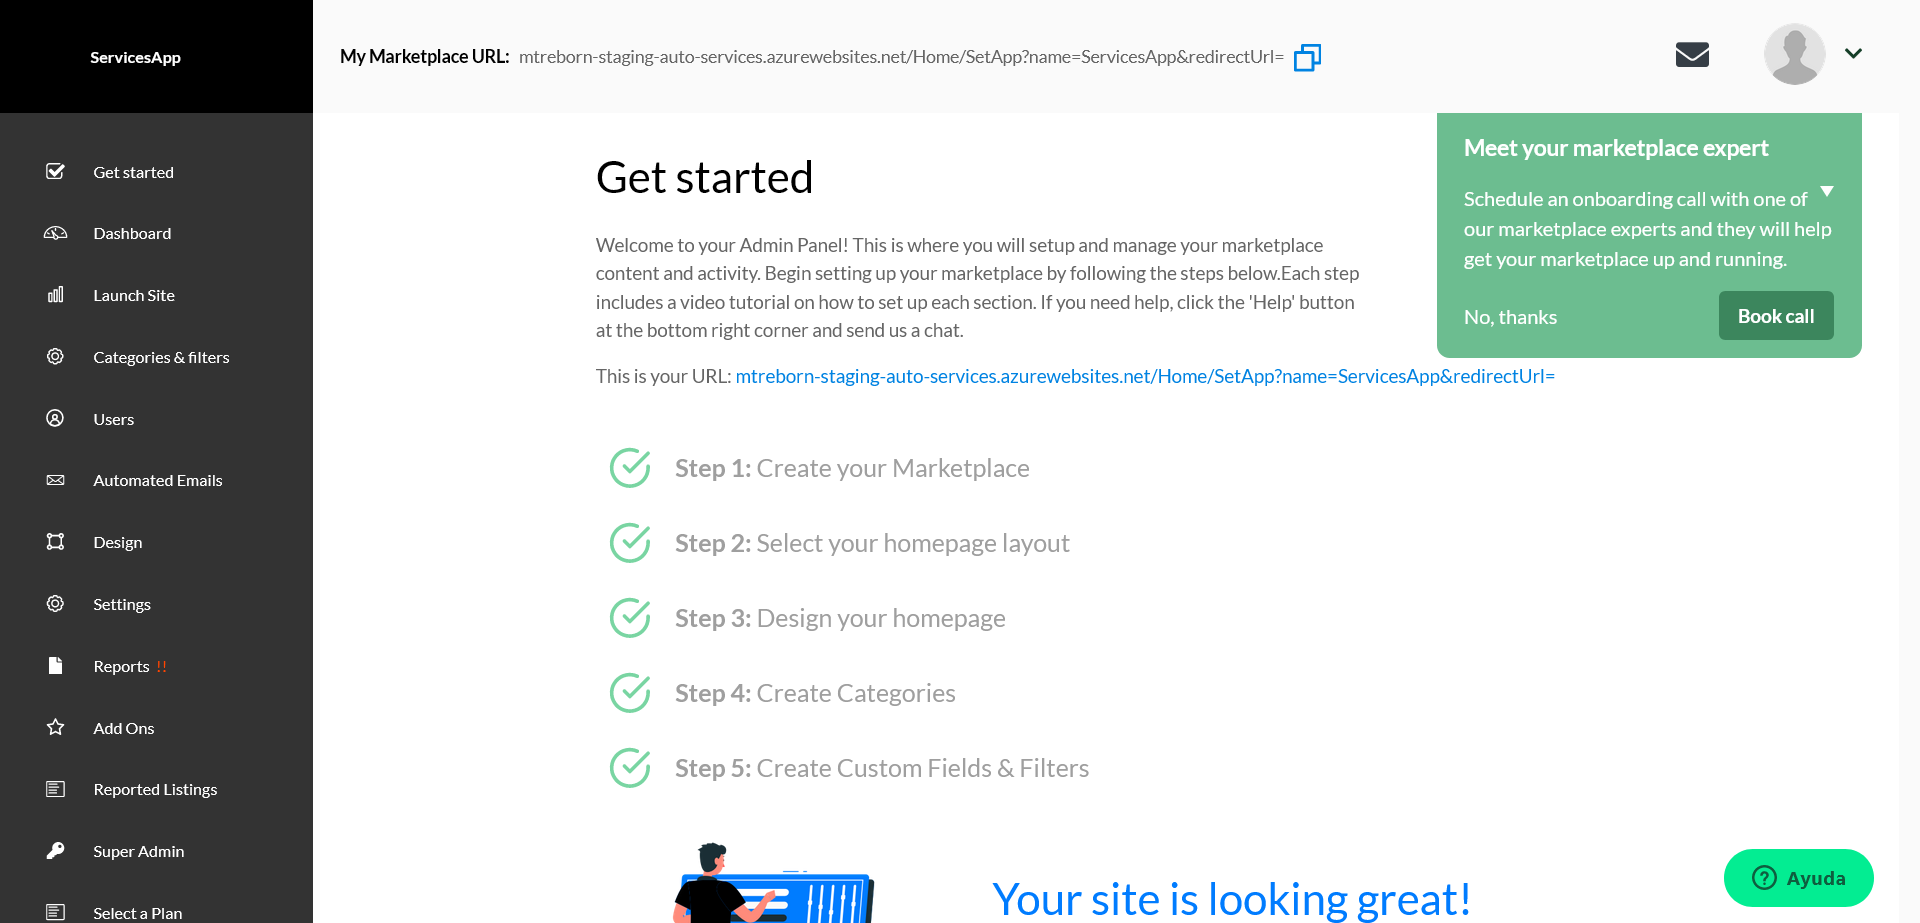 ServicesApp
My Marketplace URL: mtreborn-staging-auto-services.azurewebsites.net/Home/SetApp?name=ServicesApp&redirectUrl=
Get started
Dashboard
Launch Site
Categories & filters
Users
Automated Emails
Design
Settings
Reports !!
Add Ons
Reported Listings
Super Admin
Select a Plan
Get started
Welcome to your Admin Panel! This is where you will setup and manage your marketplace
content and activity. Begin setting up your marketplace by following the steps below.Each step
includes a video tutorial on how to set up each section. If you need help, click the 'Help' button
at the bottom right corner and send us a chat.
This is your URL: mtreborn-staging-auto-services.azurewebsites.net/Home/SetApp?name=ServicesApp&redirectUrl=
Meet your marketplace expert
Schedule an onboarding call with one of
our marketplace experts and they will help
get your marketplace up and running.
No, thanks
Book call
Step 1: Create your Marketplace
Step 2: Select your homepage layout
Step 3: Design your homepage
Step 4: Create Categories
Step 5: Create Custom Fields & Filters
Your site is looking great!
Ayuda